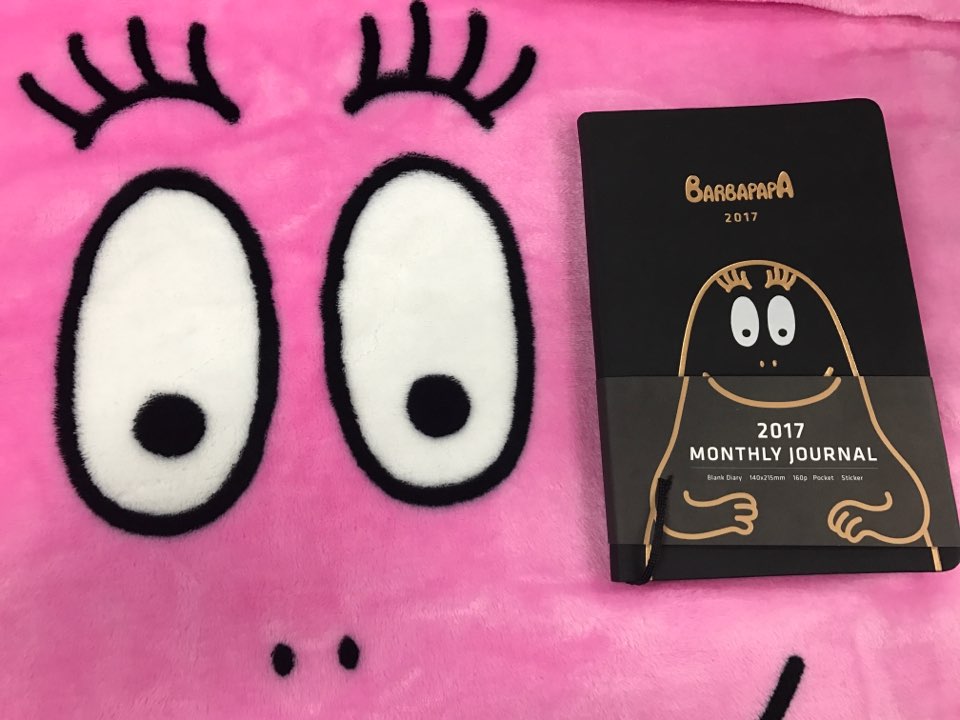 BARBAPAPA
2017
2017
MONTHLY JOURNAL
Blank Diary 140x215mm 160p Pocket Sticker